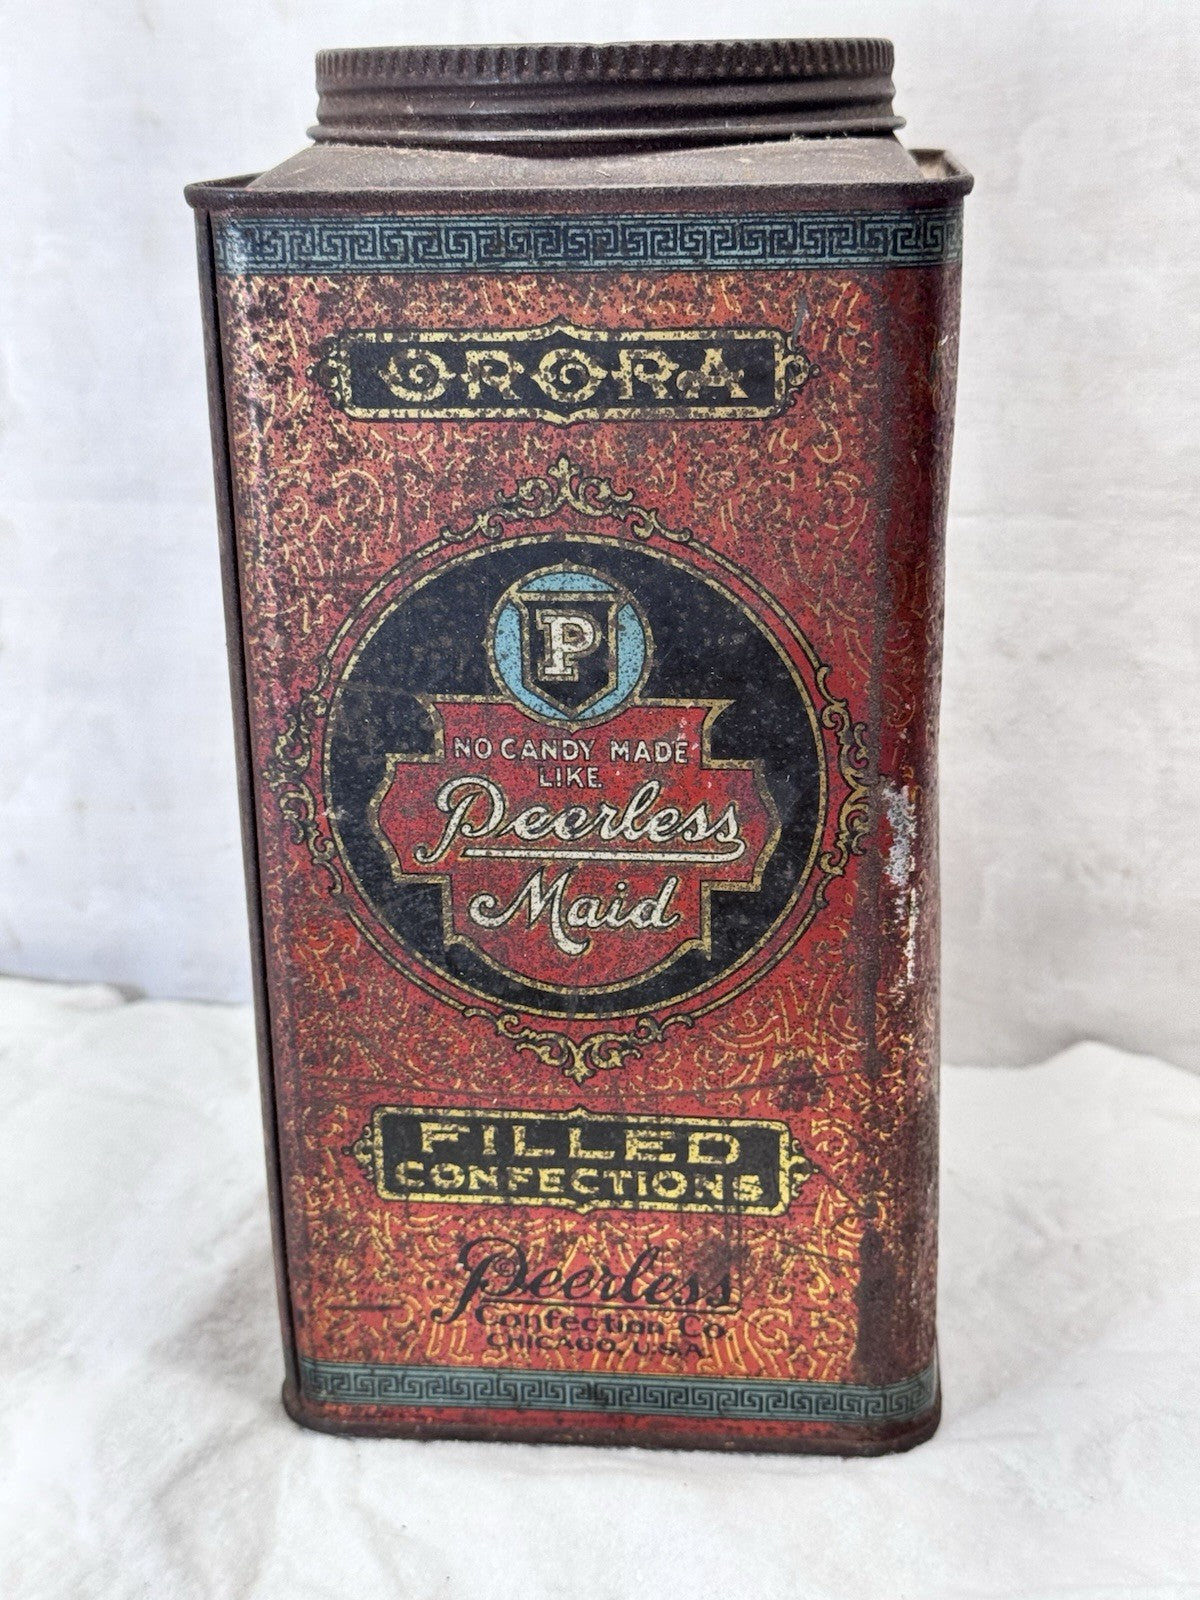 ORORA
P
NO CANDY MADE
LIKE
Peerless
Maid
FILLED
CONFECTIONS
Peerless
Confection Co.
CHICAGO, U.S.A.